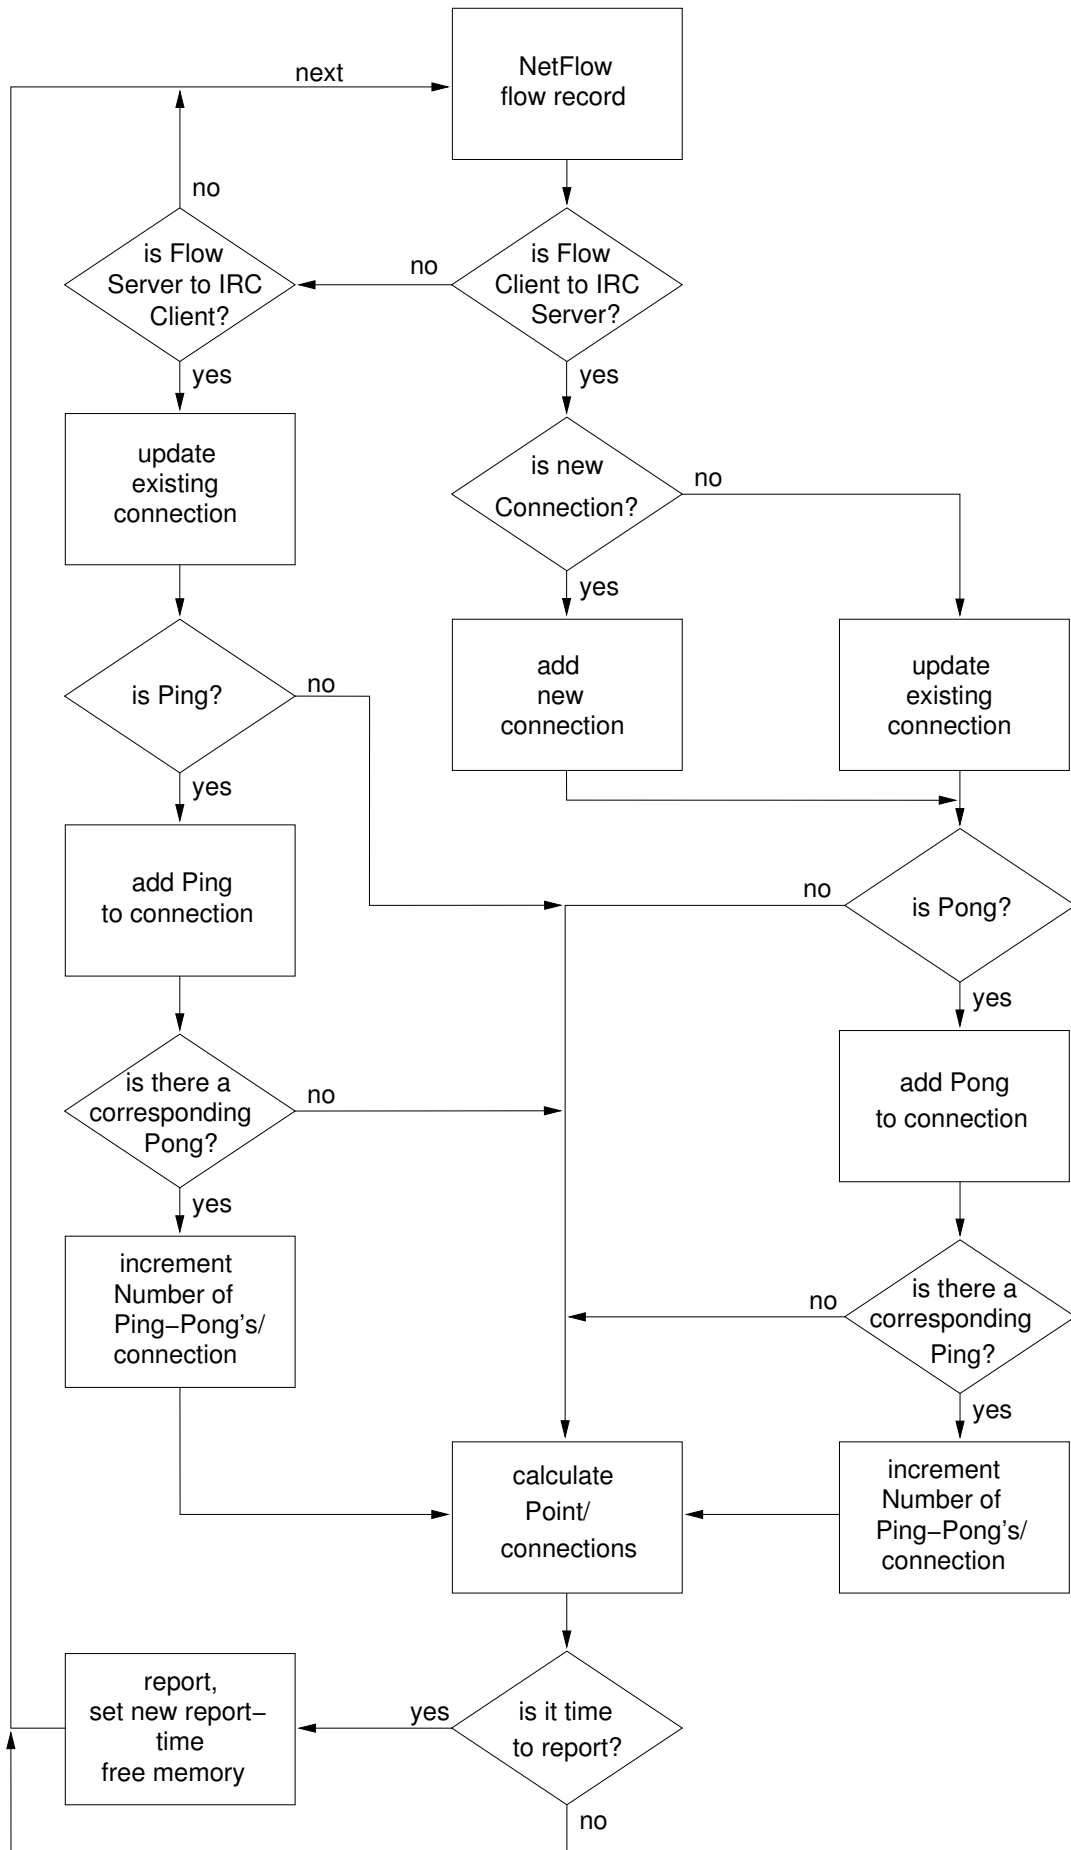 next
NetFlow
flow record
no
is Flow
Server to IRC
Client?
no
is Flow
Client to IRC
Server?
yes
yes
update
existing
connection
is new
Connection?
no
yes
is Ping?
no
add
new
connection
update
existing
connection
yes
add Ping
to connection
no
is Pong?
yes
is there a
corresponding
Pong?
no
add Pong
to connection
yes
increment
Number of
Ping–Pong's/
connection
no
is there a
corresponding
Ping?
yes
calculate
Point/
connections
increment
Number of
Ping–Pong's/
connection
report,
set new report–
time
free memory
yes
is it time
to report?
no